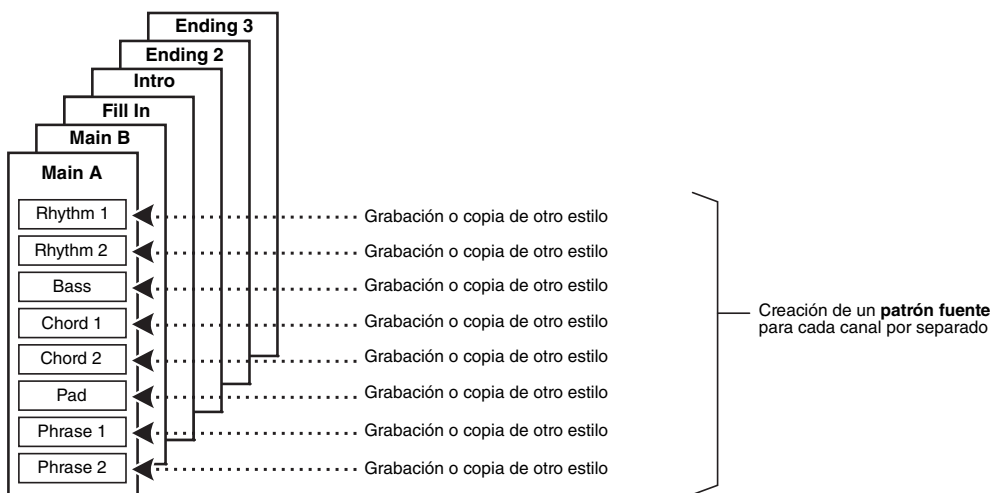 Ending 3
Ending 2
Intro
Fill In
Main B
Main A
Rhythm 1
Grabación o copia de otro estilo
Rhythm 2
Grabación o copia de otro estilo
Bass
Grabación o copia de otro estilo
Chord 1
Grabación o copia de otro estilo
Chord 2
Grabación o copia de otro estilo
Pad
Grabación o copia de otro estilo
Phrase 1
Grabación o copia de otro estilo
Phrase 2
Grabación o copia de otro estilo
Creación de un patrón fuente
para cada canal por separado